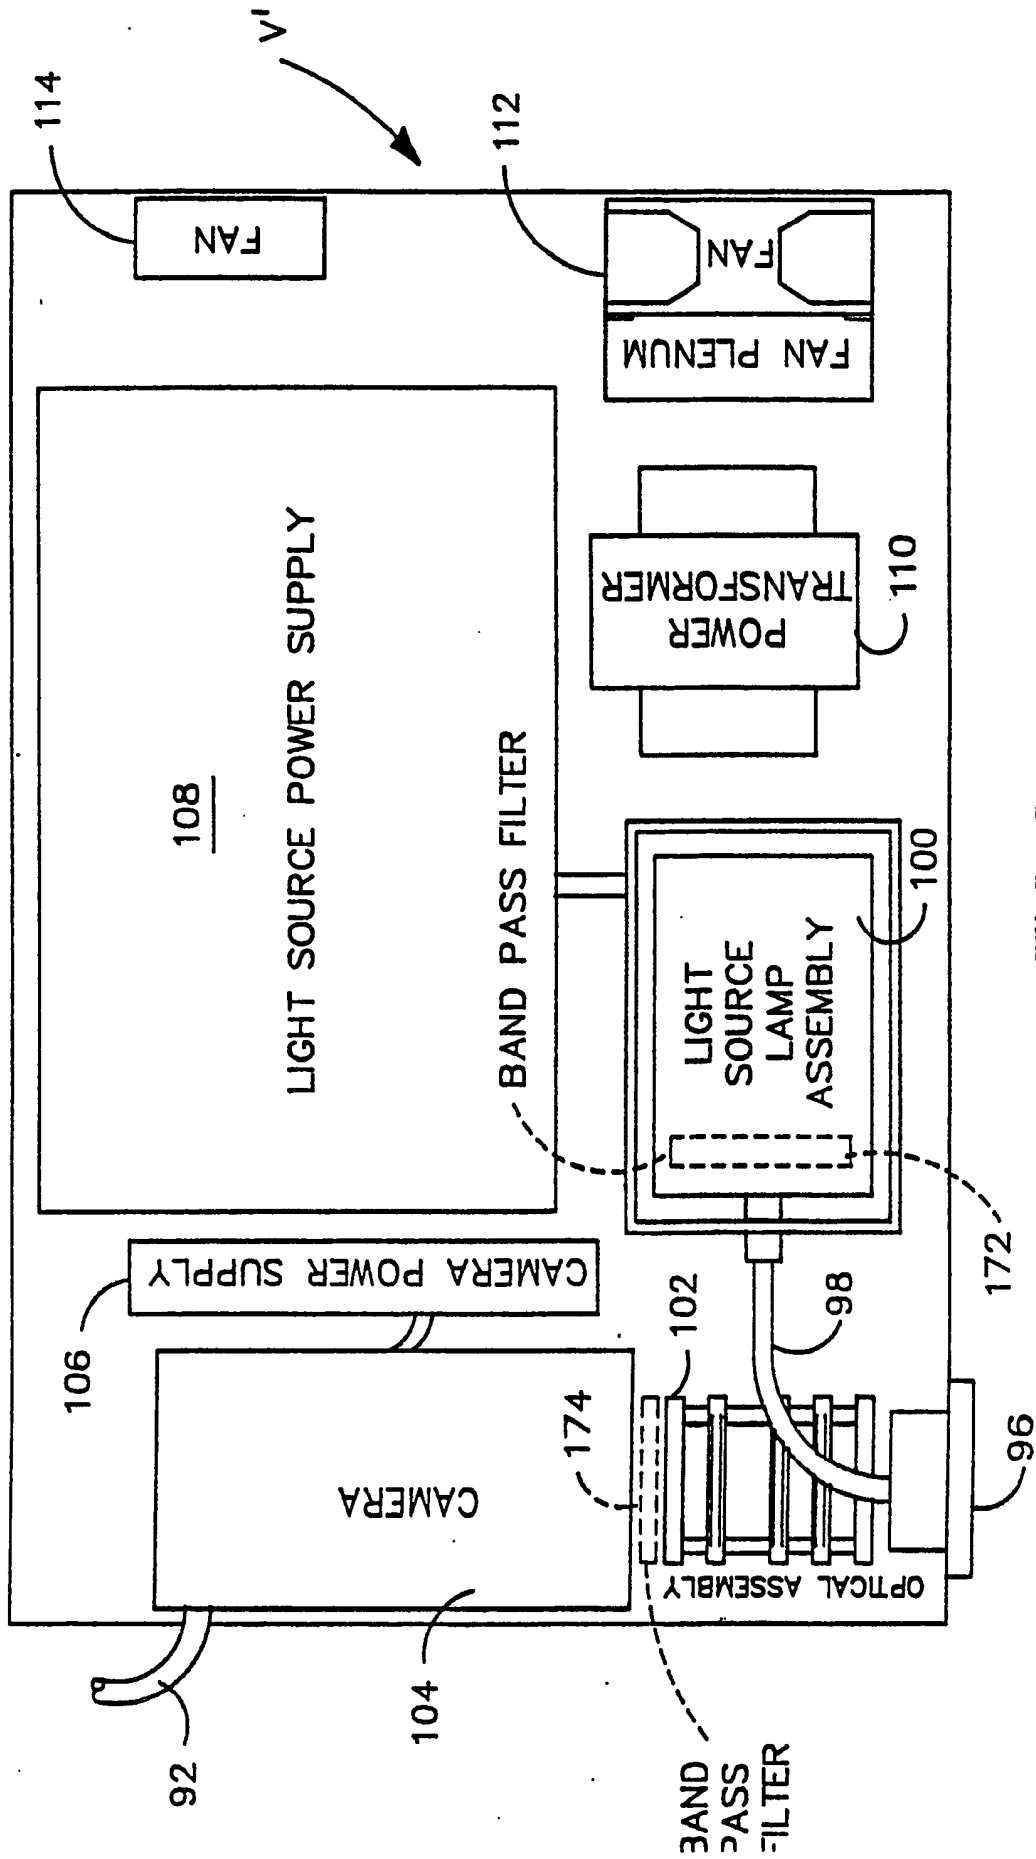 V'
114
FAN
112
FAN
FAN PLENUM
108
LIGHT SOURCE POWER SUPPLY
POWER
TRANSFORMER
110
BAND PASS FILTER
LIGHT
SOURCE
LAMP
ASSEMBLY
100
172
CAMERA POWER SUPPLY
106
98
102
174
CAMERA
104
92
OPTICAL ASSEMBLY
96
BAND
PASS
FILTER